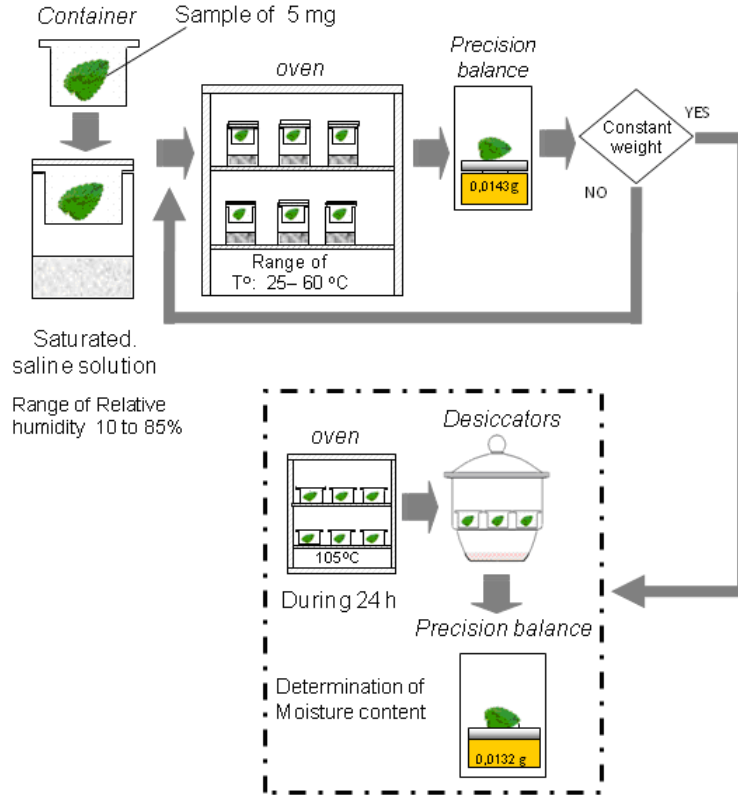 Container
Sample of 5 mg
oven
Precision
balance
Constant
weight
YES
NO
0,0143g
Range of
Tº: 25– 60 ºC
Saturated.
saline solution
Range of Relative
humidity 10 to 85%
oven
Desiccators
105ºC
During 24 h
Precision balance
Determination of
Moisture content
0,0132 g